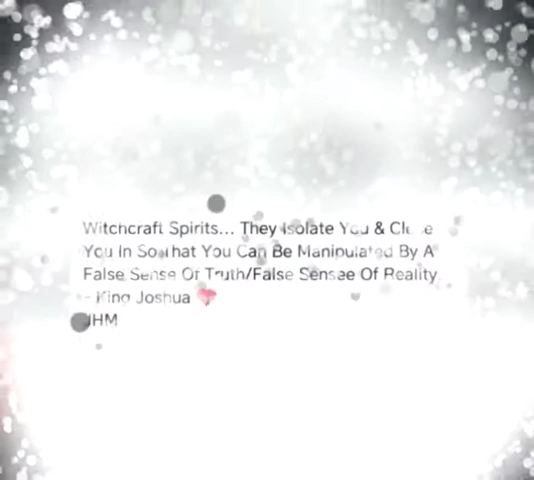 Witchcraft Spirits... They Isolate You &
You In So That You Can Be Manipulated By A
False Sense Of Truth/False Sensee Of Reality
- King Joshua 💗
JHM